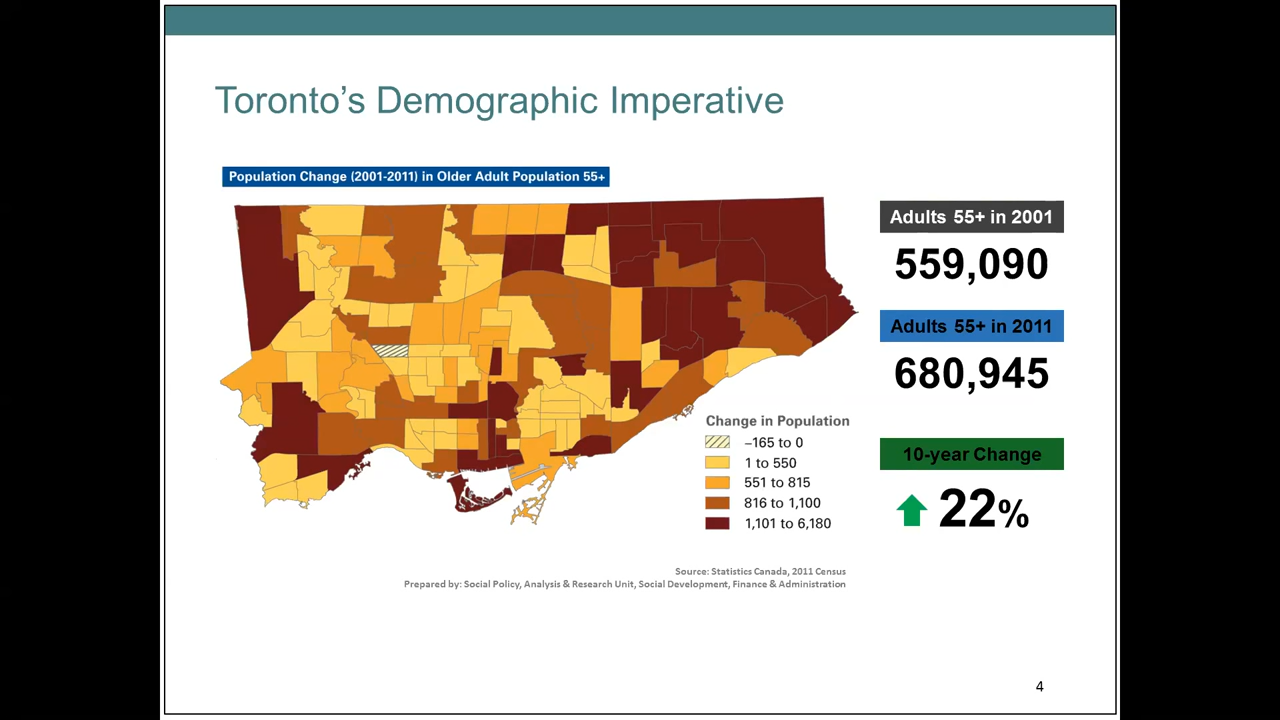 Toronto’s Demographic Imperative
Population Change (2001-2011) in Older Adult Population 55+
Adults 55+ in 2001
559,090
Adults 55+ in 2011
680,945
10-year Change
22%
Change in Population
–165 to 0
1 to 550
551 to 815
816 to 1,100
1,101 to 6,180
Source: Statistics Canada, 2011 Census
Prepared by: Social Policy, Analysis & Research Unit, Social Development, Finance & Administration
4